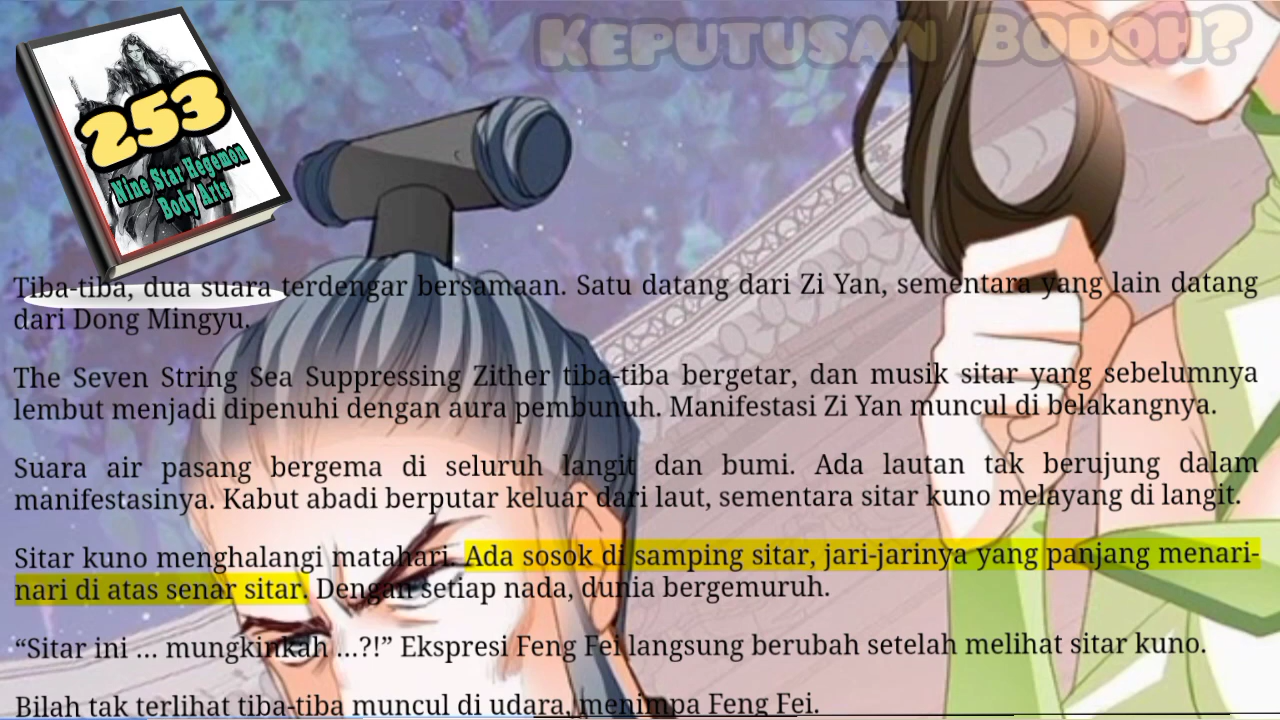 KEPUTUSAN BODOH?
253
Nine Star Hegemon
Body Arts
Tiba-tiba, dua suara terdengar bersamaan. Satu datang dari Zi Yan, sementara yang lain datang
dari Dong Mingyu.
The Seven String Sea Suppressing Zither tiba-tiba bergetar, dan musik sitar yang sebelumnya
lembut menjadi dipenuhi dengan aura pembunuh. Manifestasi Zi Yan muncul di belakangnya.
Suara air pasang bergema di seluruh langit dan bumi. Ada lautan tak berujung dalam
manifestasinya. Kabut abadi berputar keluar dari laut, sementara sitar kuno melayang di langit.
Sitar kuno menghalangi matahari. Ada sosok di samping sitar, jari-jarinya yang panjang menari-
nari di atas senar sitar. Dengan setiap nada, dunia bergemuruh.
“Sitar ini ... mungkinkah ...?!” Ekspresi Feng Fei langsung berubah setelah melihat sitar kuno.
Bilah tak terlihat tiba-tiba muncul di udara, menimpa Feng Fei.